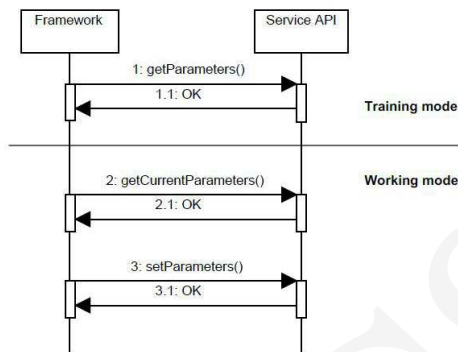 Framework
Service API
1: getParameters()
1.1: OK
Training mode
2: getCurrentParameters()
Working mode
2.1: OK
3: setParameters()
3.1: OK